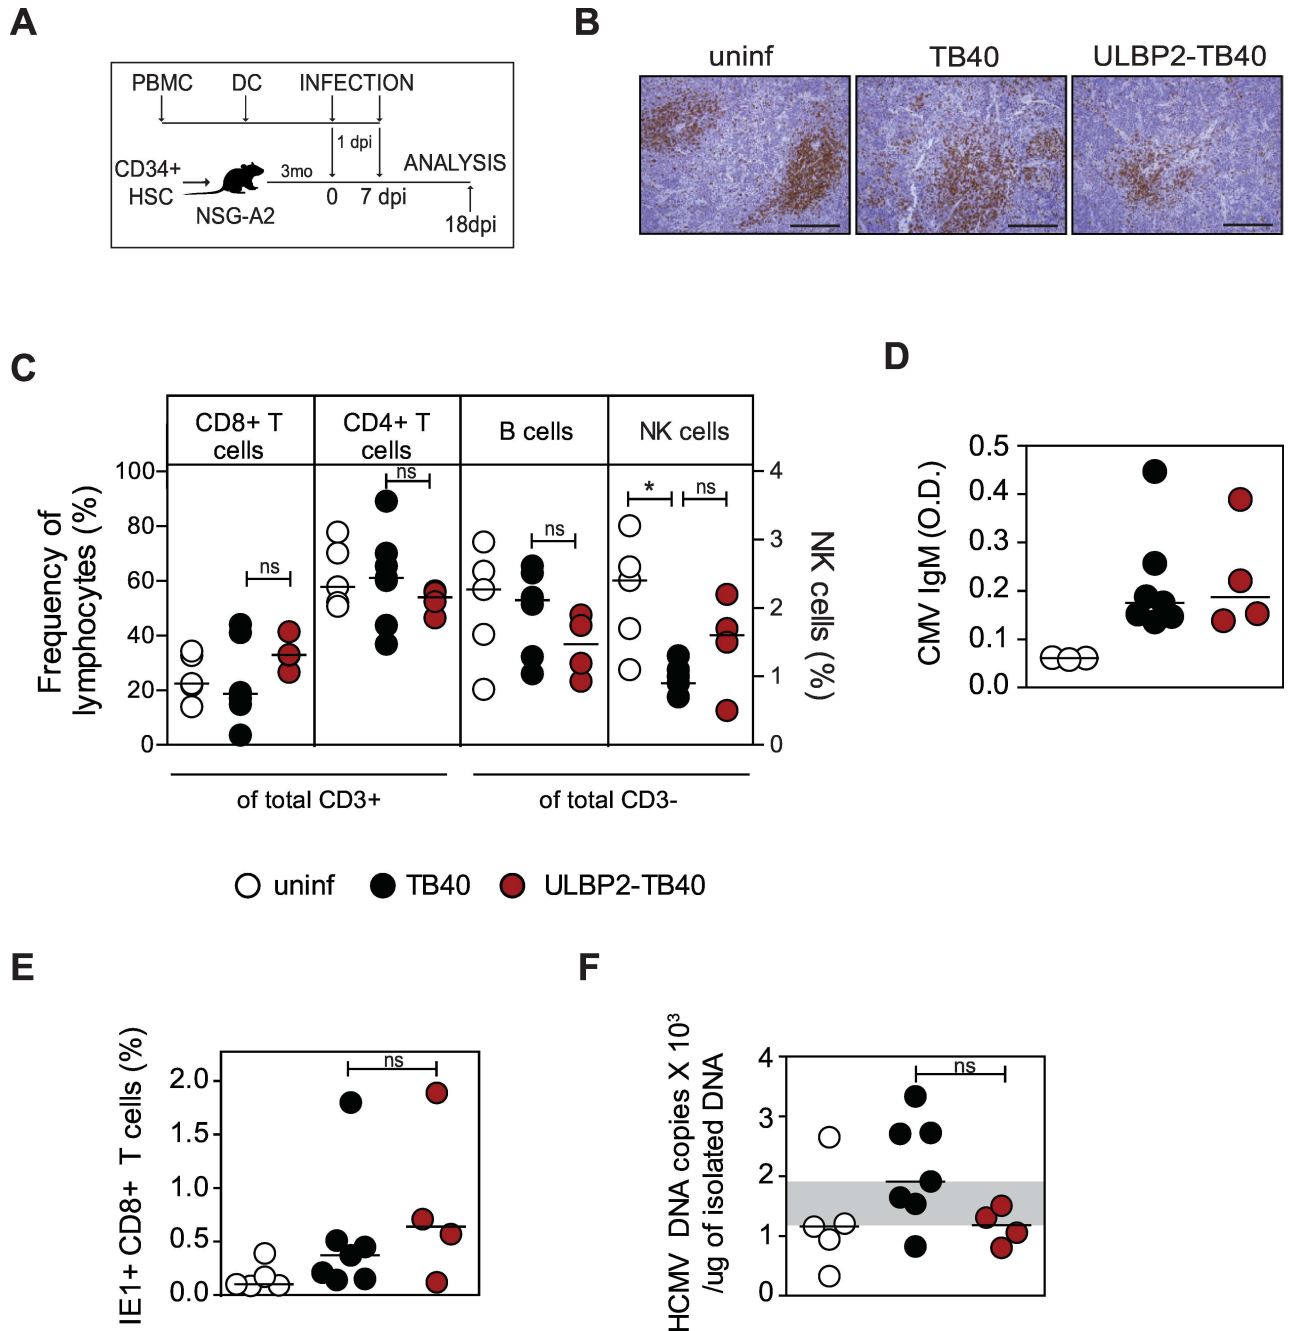 A
PBMC DC INFECTION
1 dpi
CD34+
HSC
NSG-A2
3mo
ANALYSIS
0 7 dpi
18dpi
B
uninf TB40 ULBP2-TB40
C
CD8+ T
cells
CD4+ T
cells
B cells
NK cells
Frequency of
lymphocytes (%)
100
80
60
40
20
0
ns
ns
ns
*
ns
4
3
2
1
0
NK cells (%)
of total CD3+
of total CD3-
uninf TB40 ULBP2-TB40
D
CMV IgM (O.D.)
0.5
0.4
0.3
0.2
0.1
0.0
E
IE1+ CD8+ T cells (%)
2.0
1.5
1.0
0.5
0.0
ns
F
HCMV DNA copies X 10³
/ug of isolated DNA
4
3
2
1
0
ns